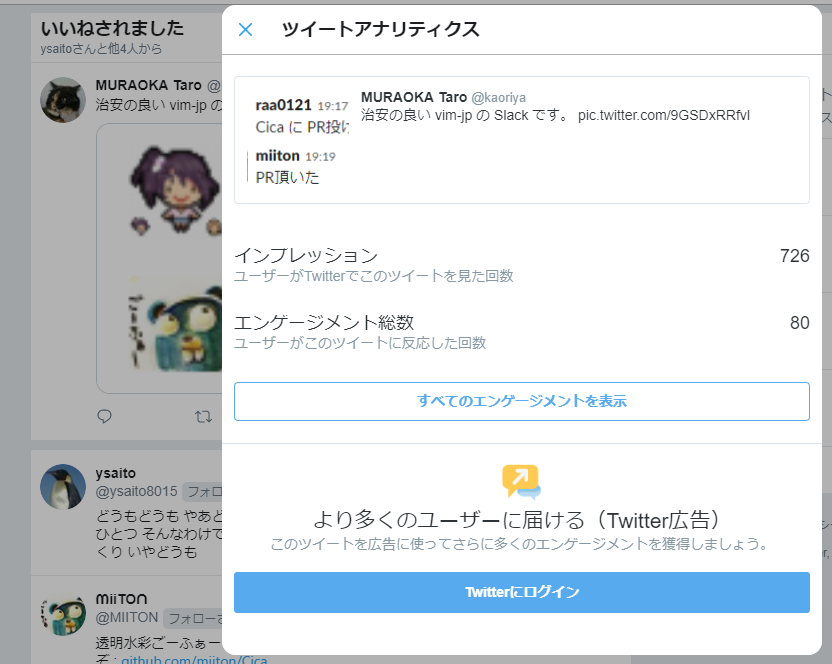 いいねされました
ysaitoさんと他4人から
MURAOKA Taro @
治安の良い vim-jp の
ysaito
@ysaito8015 フォロ
どうもどうも やあど
ひとつ そんなわけで
くり いやどうも
MiiTON
@MIITON フォローさ
透明水彩ごーふぁー
ぞ : github.com/miiton/Cica
ツイートアナリティクス
raa0121 19:17
Cica に PR投げ
miiton 19:19
PR頂いた
MURAOKA Taro @kaoriya
治安の良い vim-jp の Slack です。 pic.twitter.com/9GSDxRRfvl
インプレッション 726
ユーザーがTwitterでこのツイートを見た回数
エンゲージメント総数 80
ユーザーがこのツイートに反応した回数
すべてのエンゲージメントを表示
より多くのユーザーに届ける（Twitter広告）
このツイートを広告に使ってさらに多くのエンゲージメントを獲得しましょう。
Twitterにログイン